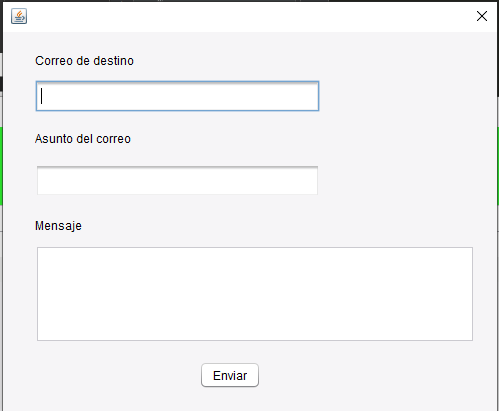 Correo de destino
Asunto del correo
Mensaje
Enviar